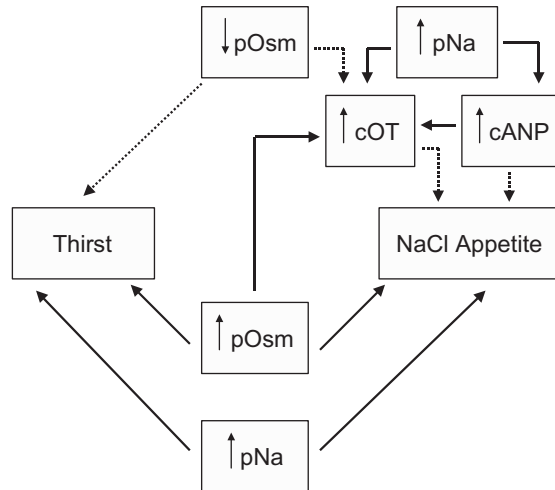 ↓ pOsm
↑ pNa
↑ cOT
↑ cANP
Thirst
NaCl Appetite
↑ pOsm
↑ pNa